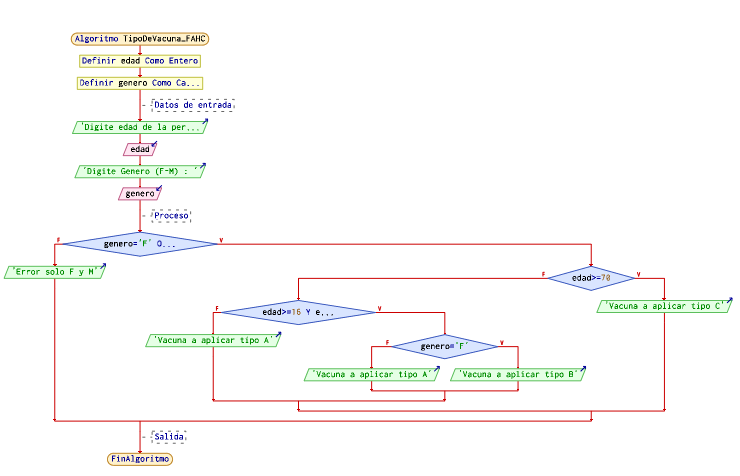 Algoritmo TipoDeVacuna_FAHC
Definir edad Como Entero
Definir genero Como Ca...
Datos de entrada
'Digite edad de la per...
edad
'Digite Genero (F-M) : '
genero
Proceso
F
genero='F' O...
V
'Error solo F y M'
F
edad>=70
V
'Vacuna a aplicar tipo C'
F
edad>=16 Y e...
V
'Vacuna a aplicar tipo A'
F
genero='F'
V
'Vacuna a aplicar tipo A'
'Vacuna a aplicar tipo B'
Salida
FinAlgoritmo